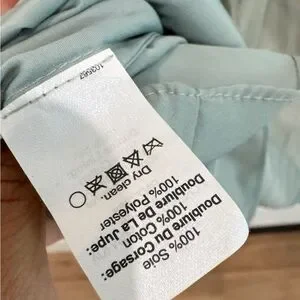 100% Soie
Doublure Du Corsage:
100% Coton
Doublure De La Jupe:
100% Polyester
Dry clean.